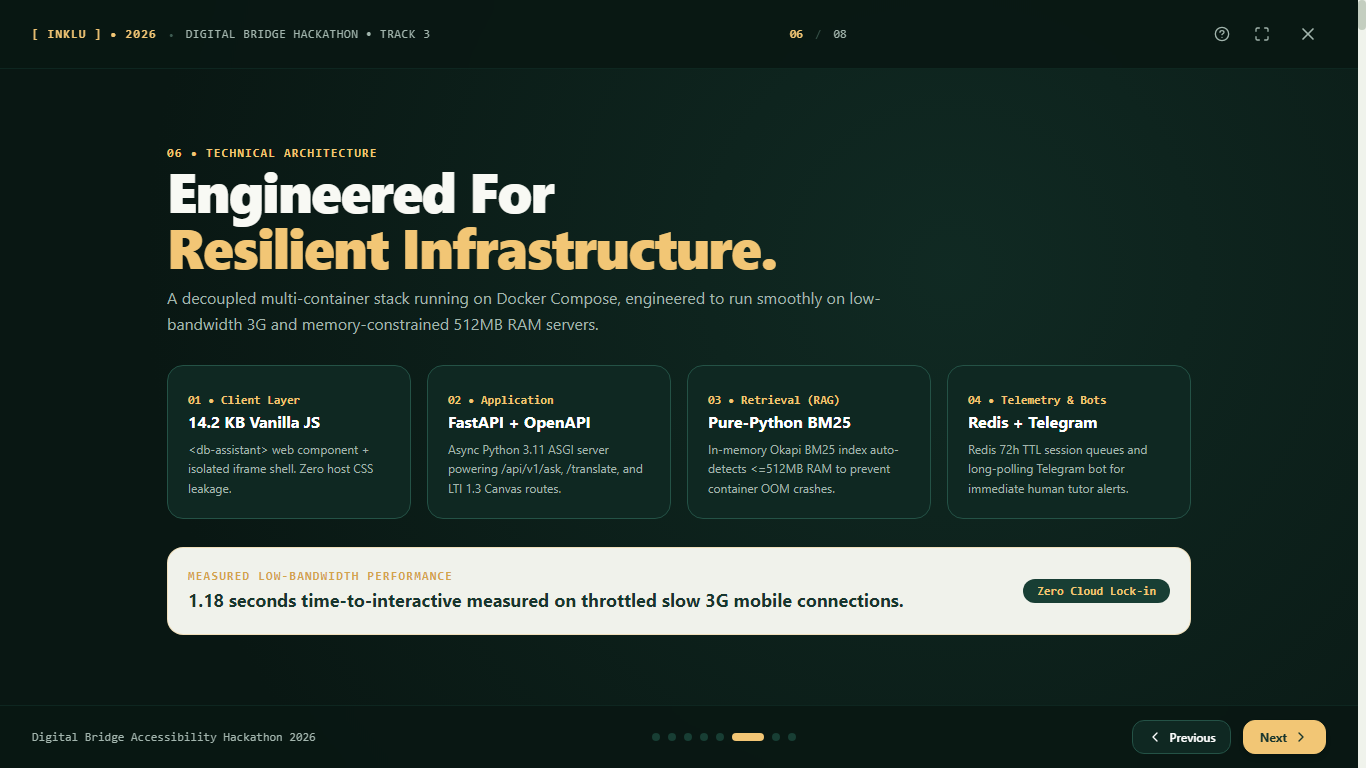 [ INKLU ] • 2026 • DIGITAL BRIDGE HACKATHON • TRACK 3
06 / 08
06 • TECHNICAL ARCHITECTURE
Engineered For
Resilient Infrastructure.
A decoupled multi-container stack running on Docker Compose, engineered to run smoothly on low-
bandwidth 3G and memory-constrained 512MB RAM servers.
01 • Client Layer
14.2 KB Vanilla JS
<db-assistant> web component +
isolated iframe shell. Zero host CSS
leakage.
02 • Application
FastAPI + OpenAPI
Async Python 3.11 ASGI server
powering /api/v1/ask, /translate, and
LTI 1.3 Canvas routes.
03 • Retrieval (RAG)
Pure-Python BM25
In-memory Okapi BM25 index auto-
detects <=512MB RAM to prevent
container OOM crashes.
04 • Telemetry & Bots
Redis + Telegram
Redis 72h TTL session queues and
long-polling Telegram bot for
immediate human tutor alerts.
MEASURED LOW-BANDWIDTH PERFORMANCE
1.18 seconds time-to-interactive measured on throttled slow 3G mobile connections.
Zero Cloud Lock-in
Digital Bridge Accessibility Hackathon 2026
Previous
Next